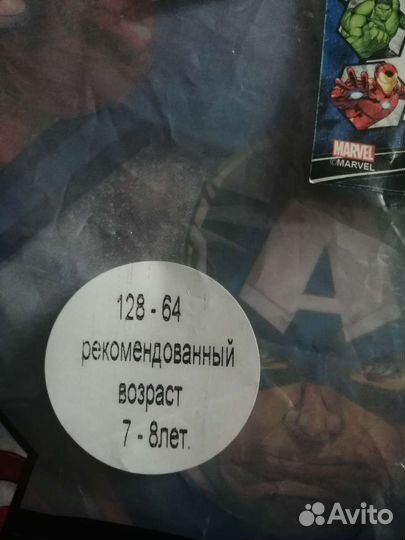 MARVEL
©MARVEL
A
128 - 64
рекомендованный
возраст
7 - 8лет.
Avito